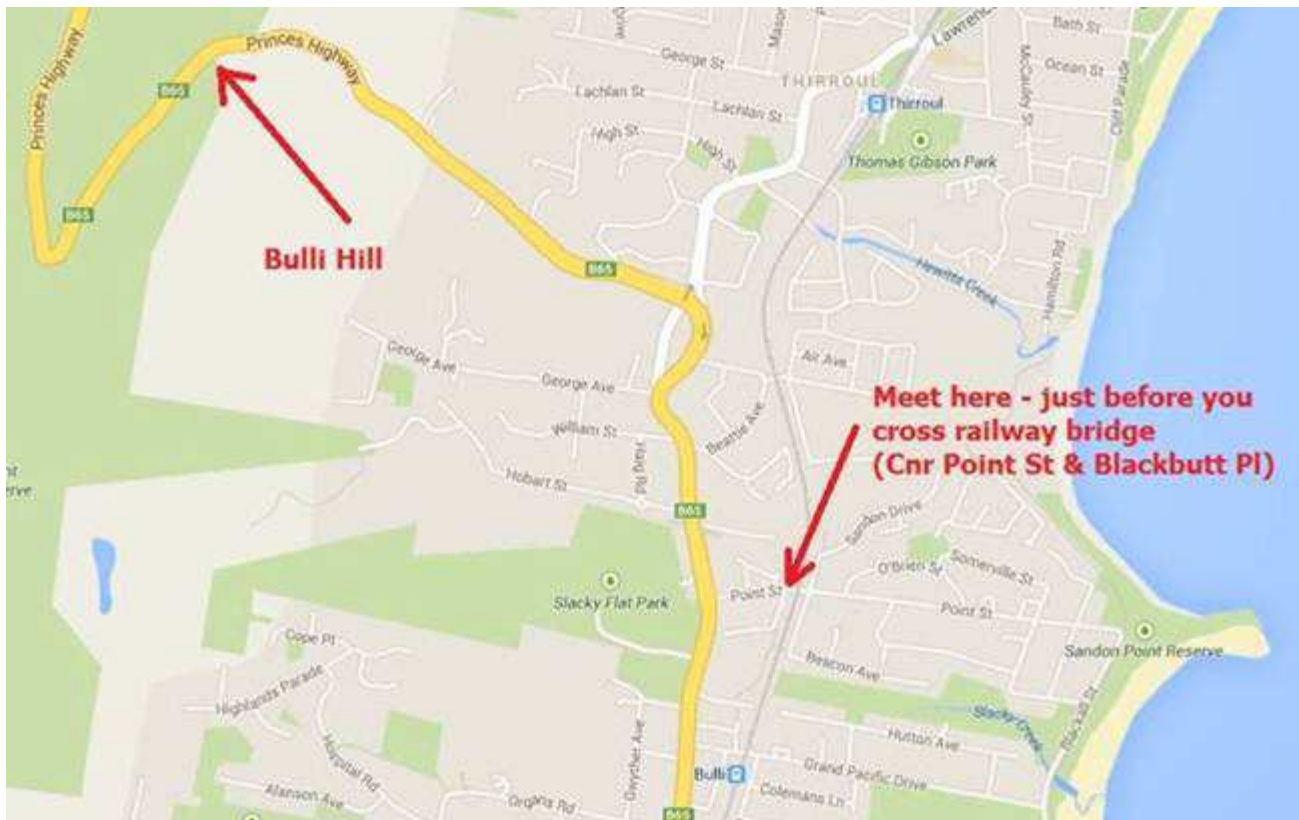 Princes Highway
Princes Highway
George St
Bath St
Lawrenc
THIRROUL
McCauley St
Ocean St
Cliff Parade
B65
Lachlan St
Lachlan St
Thirroul
High St
High St
Thomas Gibson Park
B65
Bulli Hill
B65
Hewitts Creek
Hamilton Rd
George Ave
George Ave
Air Ave
Beattie Ave
William St
Haig Rd
Meet here - just before you
cross railway bridge
(Cnr Point St & Blackbutt Pl)
Hobart St
B65
Sandon Drive
O'Brien St
Somerville St
Slacky Flat Park
Point St
Point St
Sandon Point Reserve
Cope Pl
Beacon Ave
Highlands Parade
Blackall St
Slacky Creek
Hospital Rd
Gwyther Ave
Hutton Ave
Bulli
Grand Pacific Drive
Alanson Ave
Organs Rd
Colemans Ln
B65